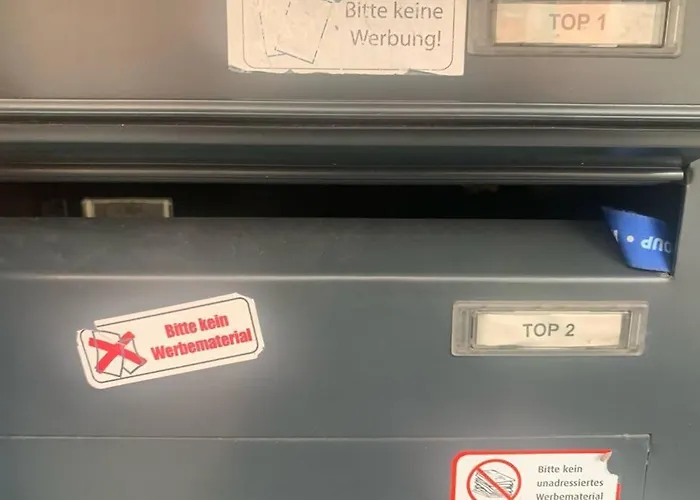 Bitte keine
Werbung!
TOP 1
Bitte kein
Werbematerial
TOP 2
Bitte kein
unadressiertes
Werbematerial